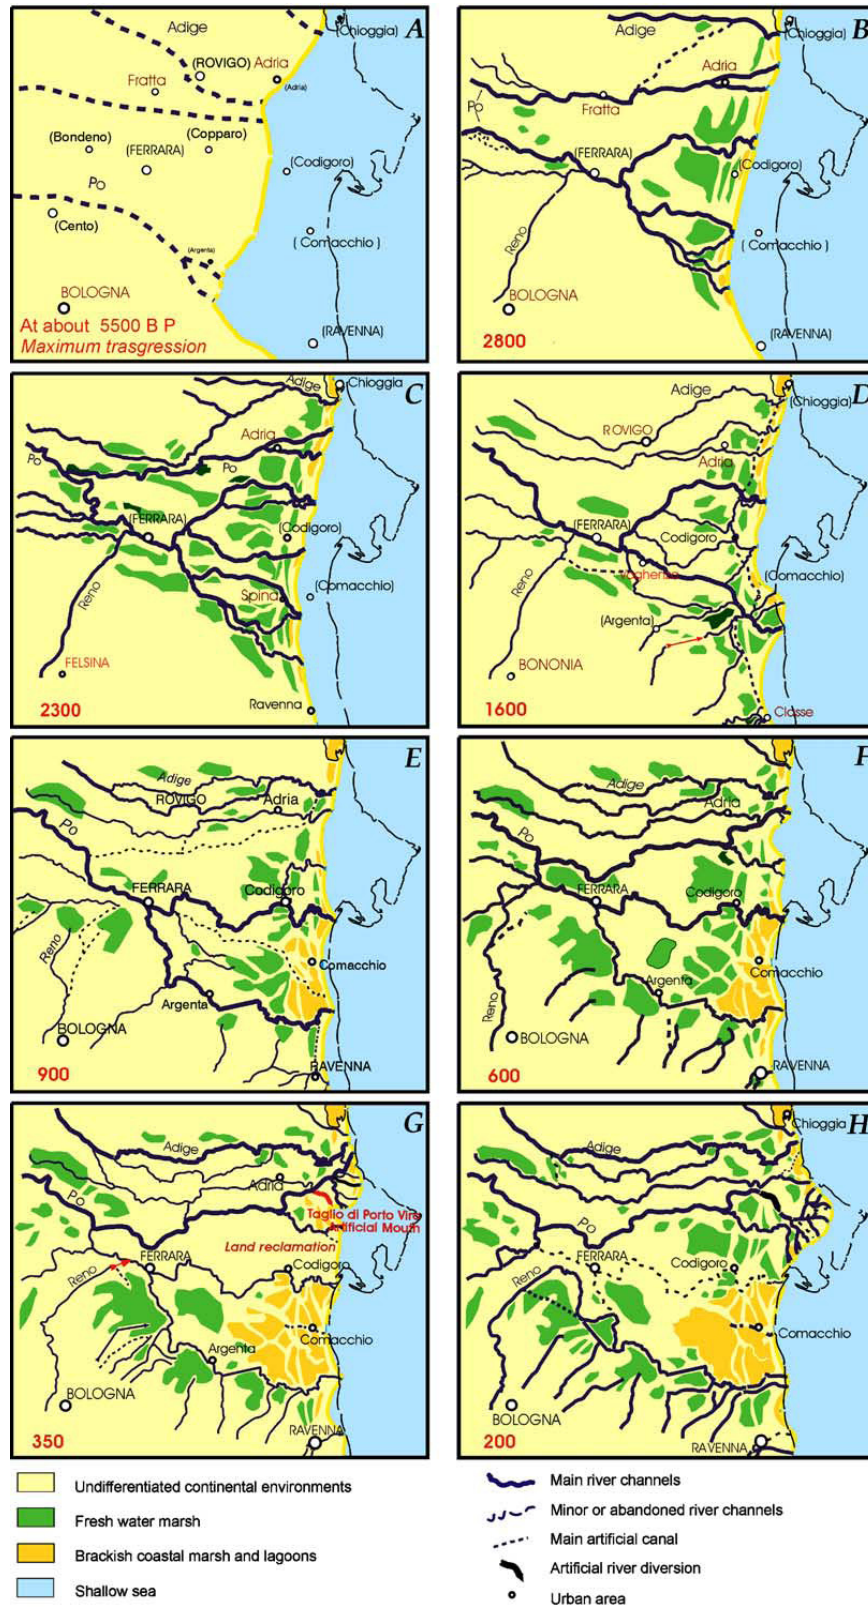 A
Adige
(Chioggia)
(ROVIGO)
Adria
Fratta
(Adria)
(Bondeno)
(Copparo)
(FERRARA)
(Codigoro)
Po
(Cento)
(Argenta)
(Comacchio)
BOLOGNA
At about 5500 B P
Maximum trasgression
(RAVENNA)
B
Adige
(Chioggia)
Adria
Po
Fratta
(FERRARA)
(Codigoro)
Reno
(Comacchio)
BOLOGNA
2800
(RAVENNA)
C
Adige
Chioggia
Adria
Po
Po
(FERRARA)
(Codigoro)
Reno
Spina
(Comacchio)
FELSINA
2300
Ravenna
D
Adige
(Chioggia)
ROVIGO
Adria
(FERRARA)
Codigoro
(Comacchio)
Reno
(Argenta)
BONONIA
1600
Classe
E
Adige
ROVIGO
Adria
Po
FERRARA
Codigoro
Reno
Comacchio
Argenta
BOLOGNA
900
RAVENNA
F
Adige
Adria
Po
FERRARA
Codigoro
Comacchio
Argenta
Reno
BOLOGNA
600
RAVENNA
G
Adige
Adria
Po
Taglio di Porto Viro
Artificial Mouth
Land reclamation
FERRARA
Codigoro
Reno
Comacchio
Argenta
BOLOGNA
350
RAVENNA
H
Chioggia
Adige
Po
FERRARA
Codigoro
Reno
Comacchio
BOLOGNA
200
RAVENNA
Undifferentiated continental environments
Fresh water marsh
Brackish coastal marsh and lagoons
Shallow sea
Main river channels
Minor or abandoned river channels
Main artificial canal
Artificial river diversion
Urban area